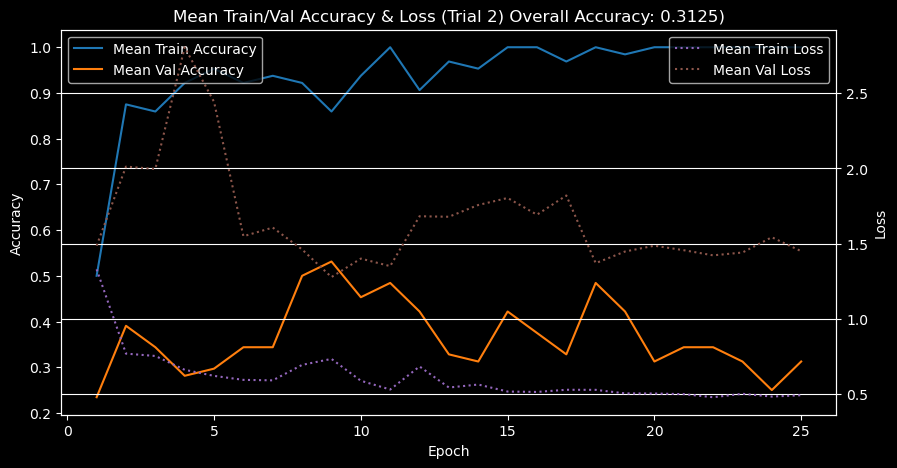 Mean Train/Val Accuracy & Loss (Trial 2) Overall Accuracy: 0.3125)
Mean Train Accuracy
Mean Val Accuracy
Mean Train Loss
Mean Val Loss
Accuracy
1.0
0.9
0.8
0.7
0.6
0.5
0.4
0.3
0.2
2.5
2.0
1.5
1.0
0.5
Loss
0 5 10 15 20 25
Epoch